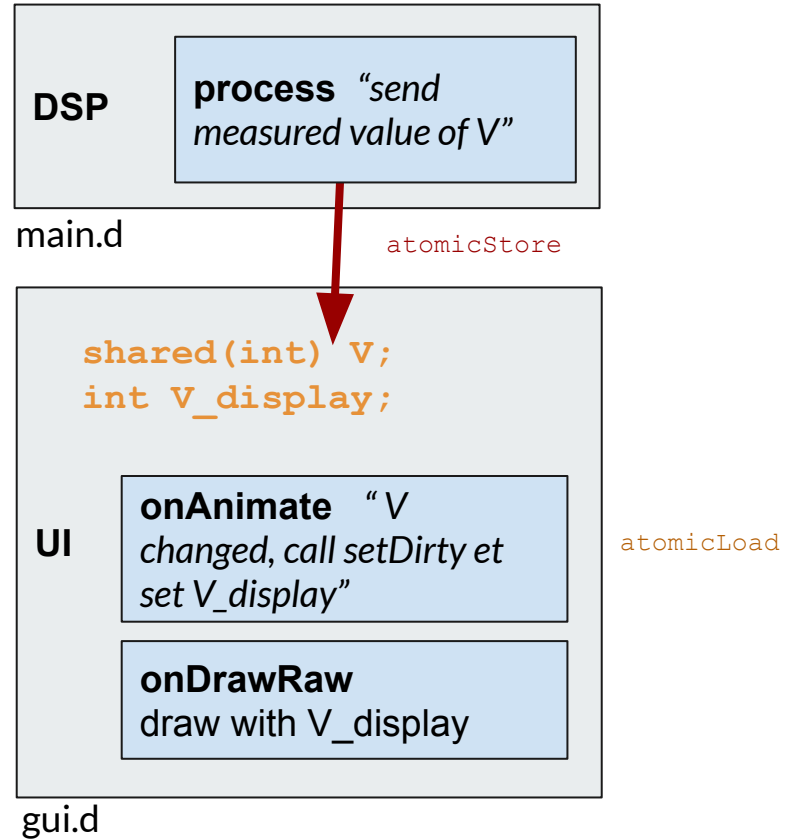 DSP
process “send
measured value of V”
main.d
atomicStore
shared(int) V;
int V_display;
UI
onAnimate “ V
changed, call setDirty et
set V_display”
atomicLoad
onDrawRaw
draw with V_display
gui.d